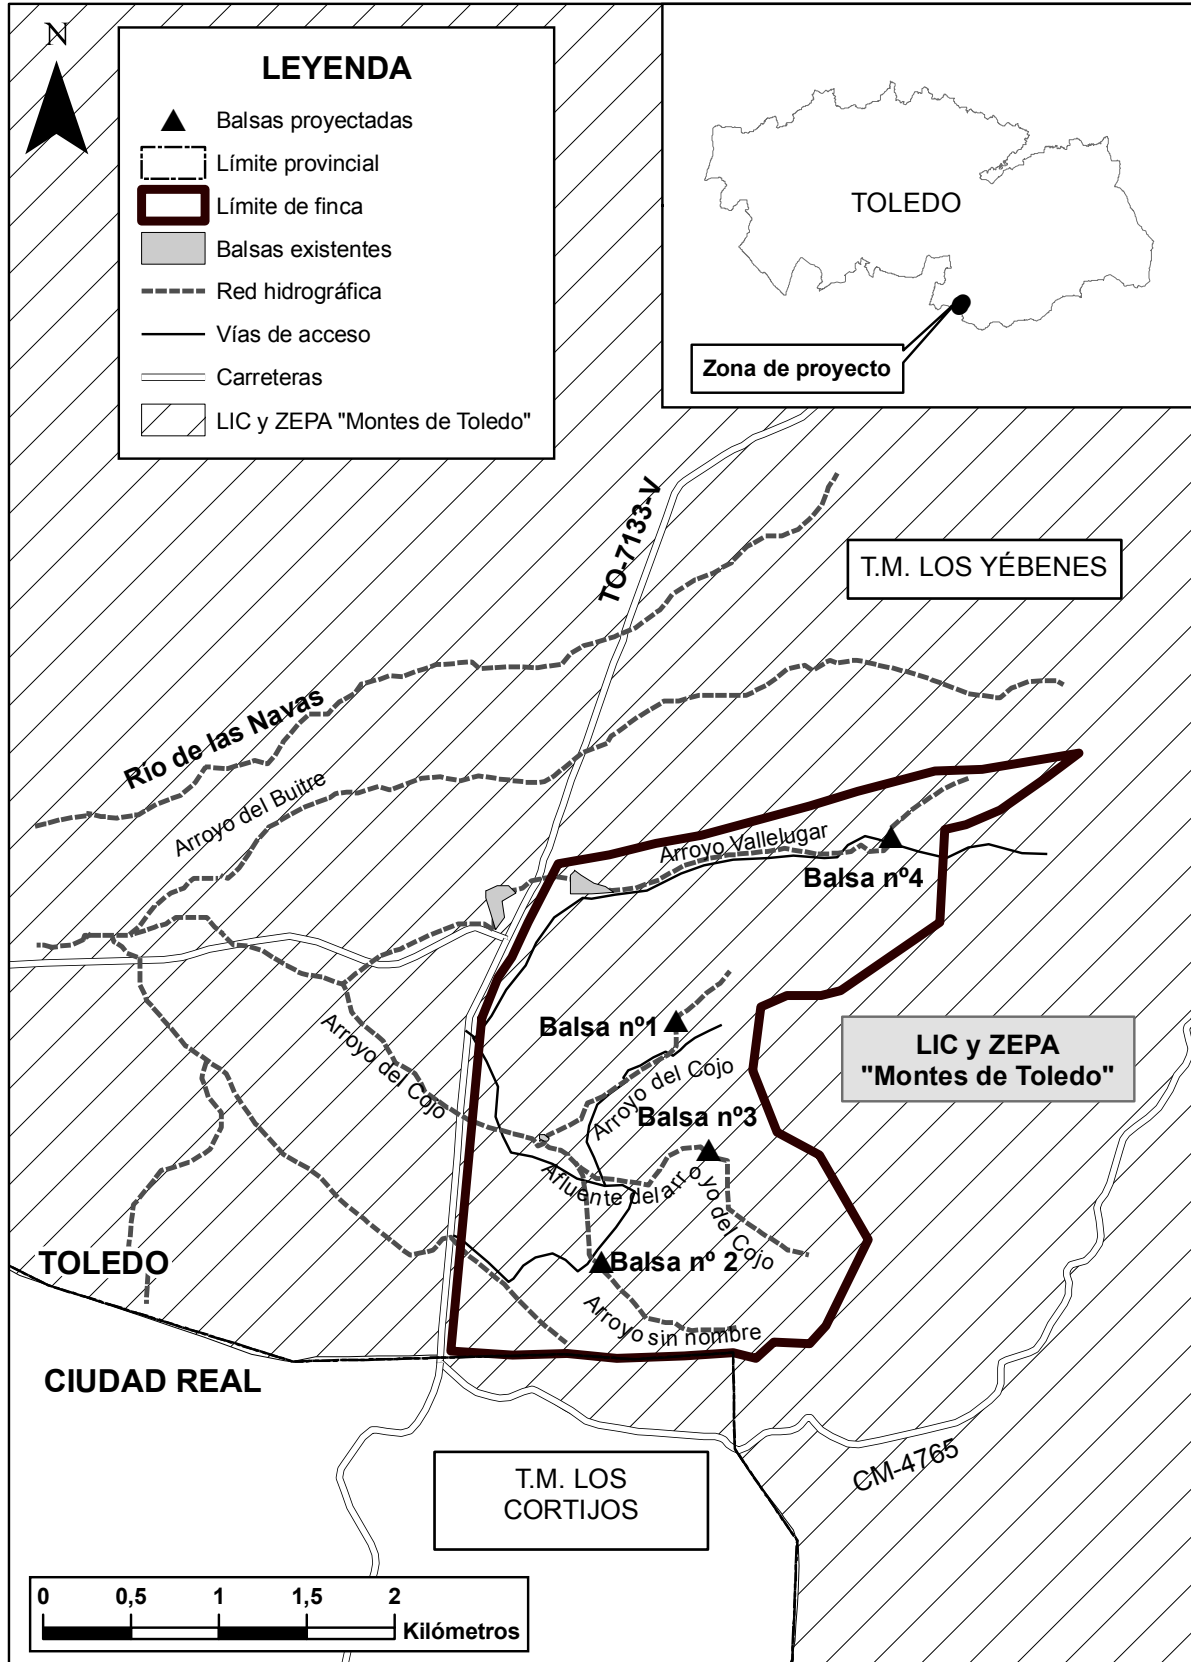 N
LEYENDA
Balsas proyectadas
Límite provincial
Límite de finca
Balsas existentes
Red hidrográfica
Vías de acceso
Carreteras
LIC y ZEPA "Montes de Toledo"
TOLEDO
Zona de proyecto
TO-7133-V
T.M. LOS YÉBENES
Río de las Navas
Arroyo del Buitre
Arroyo Vallelugar
Balsa nº4
Balsa nº1
Arroyo del Cojo
Arroyo del Cojo
LIC y ZEPA
"Montes de Toledo"
Balsa nº3
Afluente del arroyo del Cojo
Balsa nº 2
Arroyo sin nombre
TOLEDO
CIUDAD REAL
CM-4765
T.M. LOS
CORTIJOS
0 0,5 1 1,5 2
Kilómetros